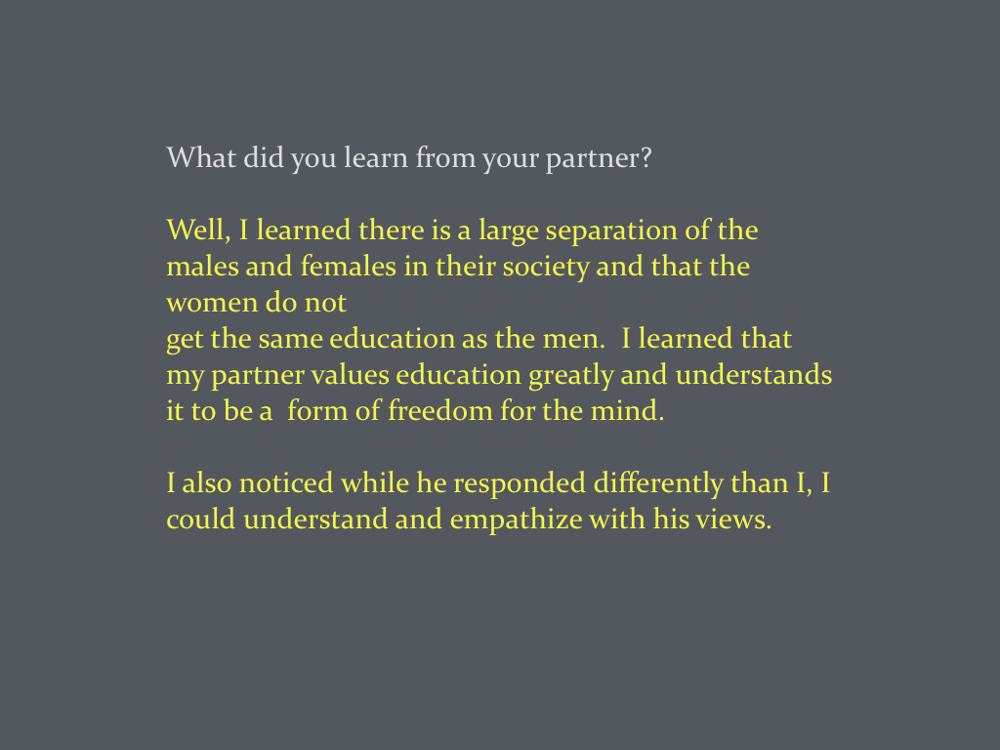 What did you learn from your partner?
Well, I learned there is a large separation of the
males and females in their society and that the
women do not
get the same education as the men.  I learned that
my partner values education greatly and understands
it to be a  form of freedom for the mind.
I also noticed while he responded differently than I, I
could understand and empathize with his views.